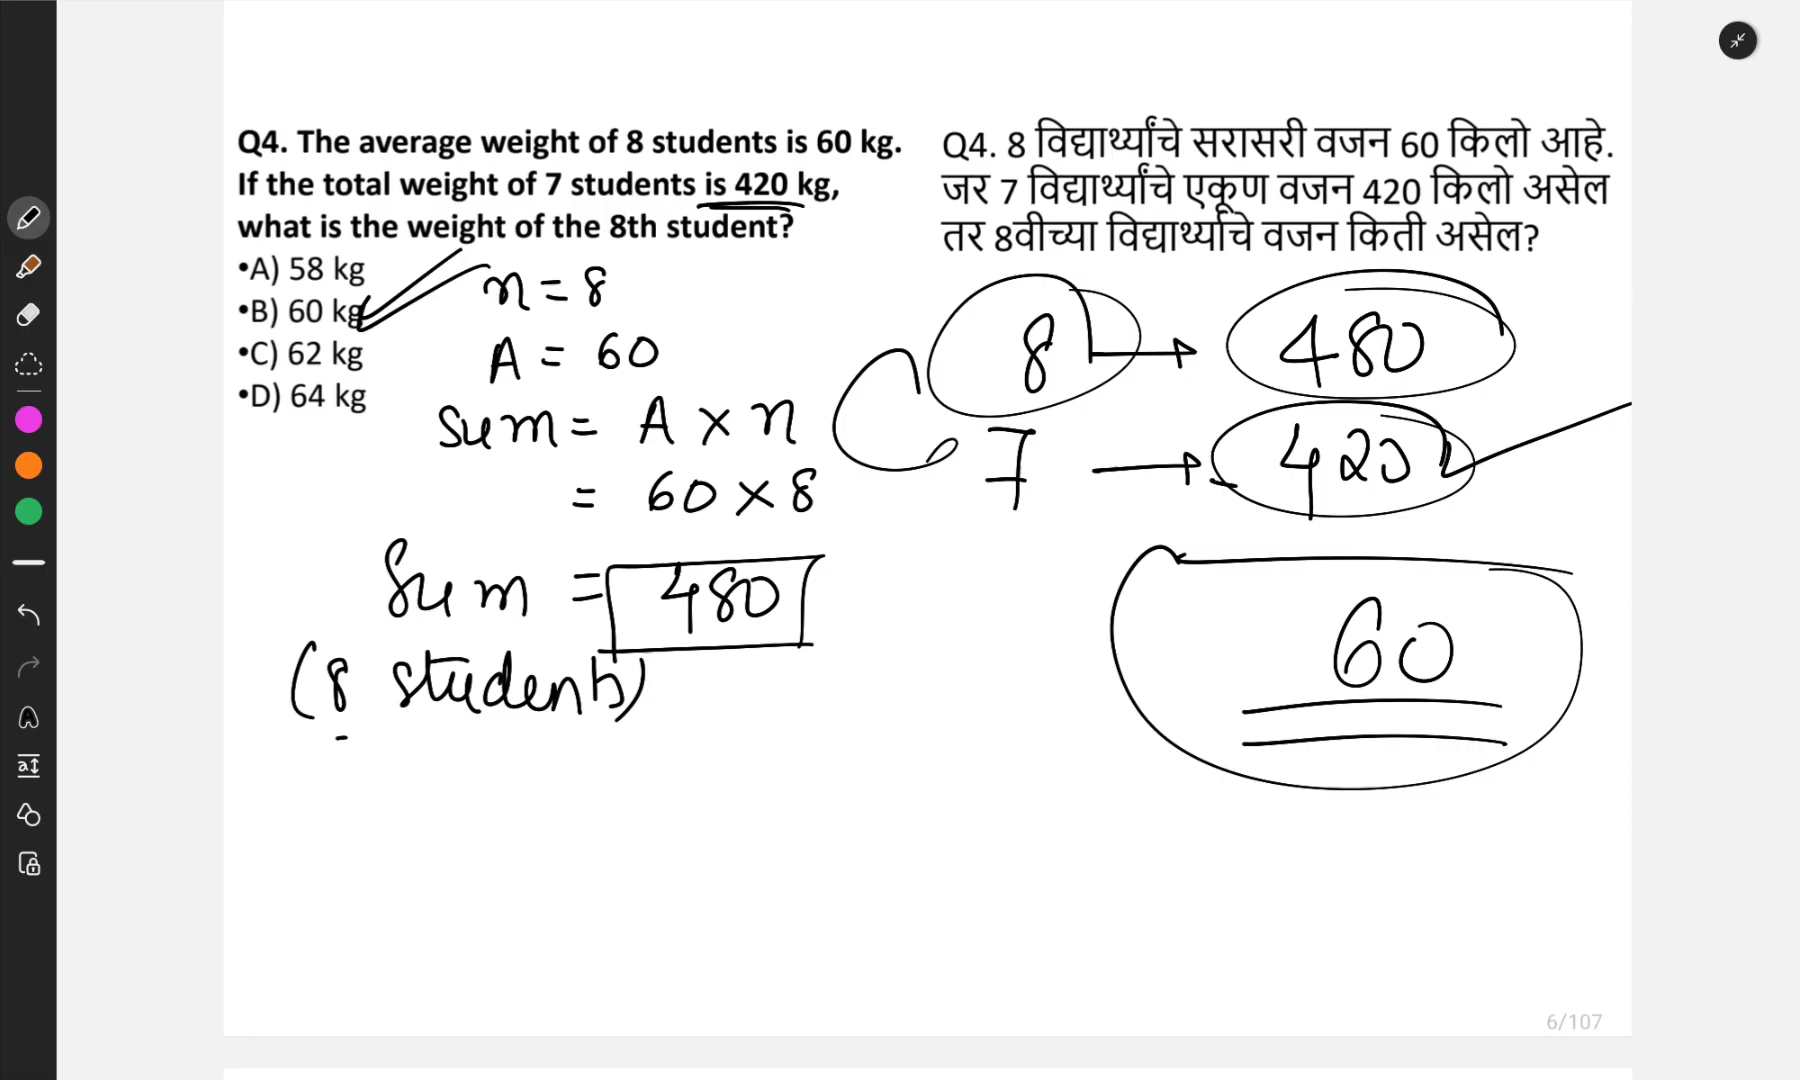 Q4. The average weight of 8 students is 60 kg.
If the total weight of 7 students is 420 kg,
what is the weight of the 8th student?
•A) 58 kg
•B) 60 kg
•C) 62 kg
•D) 64 kg
n = 8
A = 60
Sum = A × n
= 60 × 8
Sum = 480
(8 students)
Q4. 8 विद्यार्थ्यांचे सरासरी वजन 60 किलो आहे.
जर 7 विद्यार्थ्यांचे एकूण वजन 420 किलो असेल
तर 8वीच्या विद्यार्थ्याचे वजन किती असेल?
8 → 480
7 → 420
60
6/107